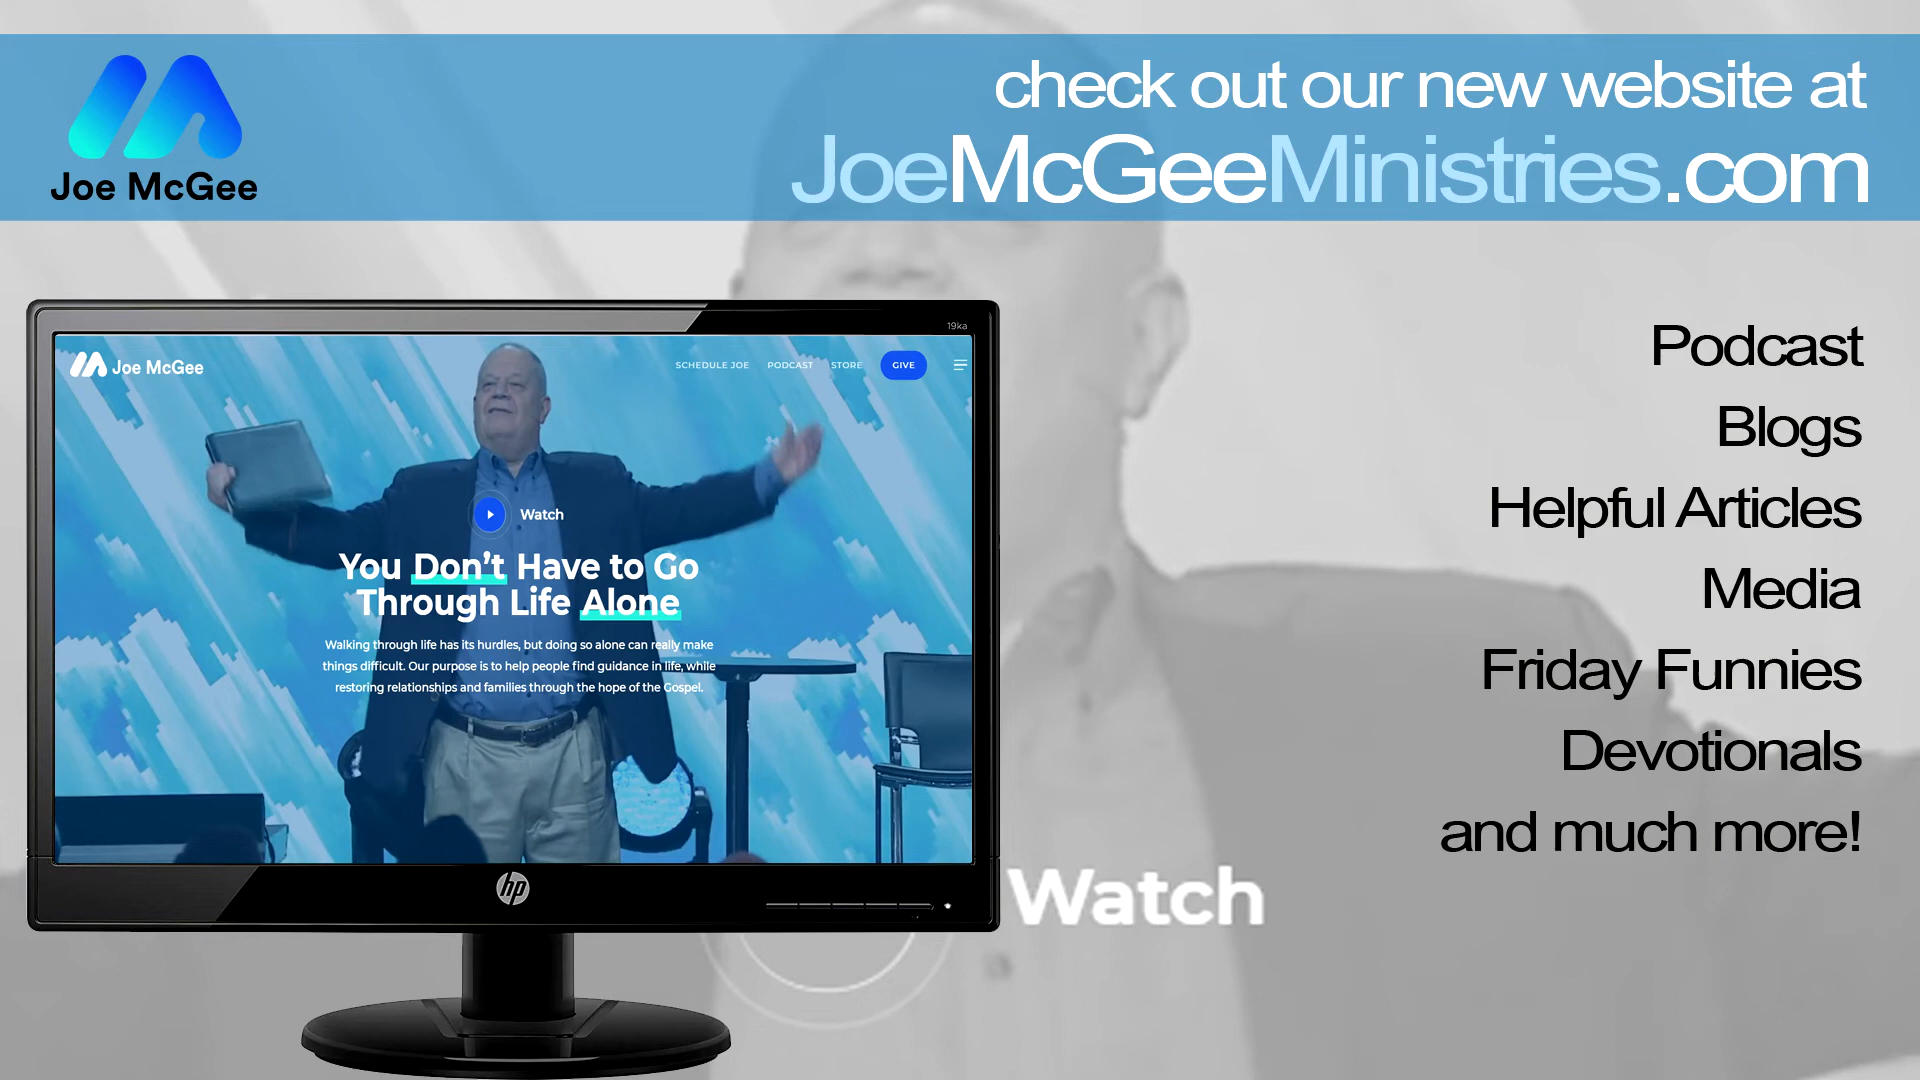 check out our new website at
JoeMcGeeMinistries.com
Joe McGee
19ka
Joe McGee
SCHEDULE JOE PODCAST STORE GIVE
Watch
You Don't Have to Go
Through Life Alone
Walking through life has its hurdles, but doing so alone can really make
things difficult. Our purpose is to help people find guidance in life, while
restoring relationships and families through the hope of the Gospel.
hp
Podcast
Blogs
Helpful Articles
Media
Friday Funnies
Devotionals
and much more!
Watch